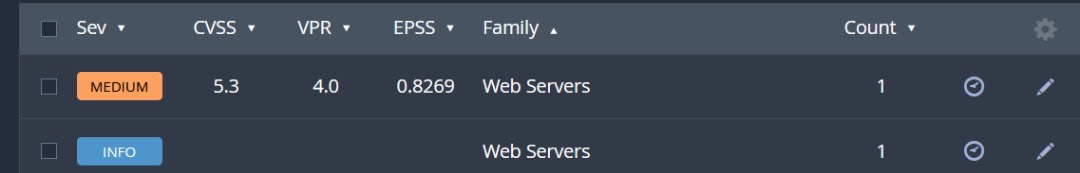 Sev CVSS VPR EPSS Family Count
MEDIUM 5.3 4.0 0.8269 Web Servers 1
INFO Web Servers 1